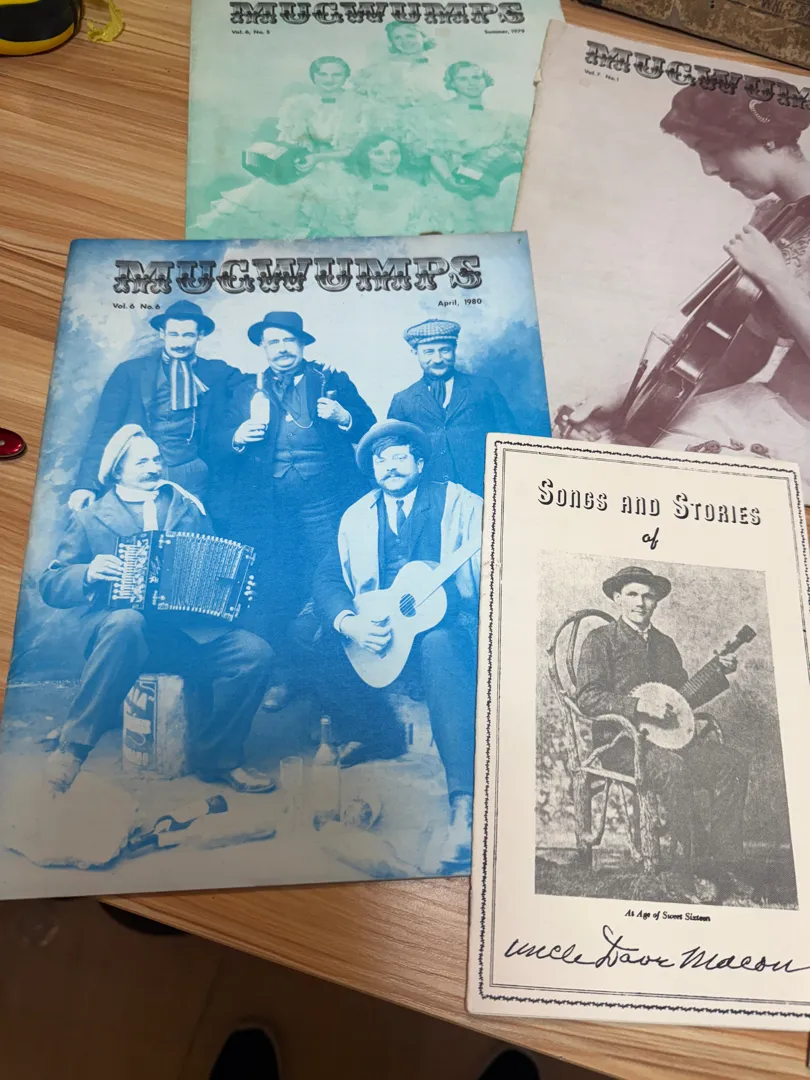 MUGWUMPS
Vol. 6, No. 5
Summer, 1979
MUGWUMPS
Vol. 7 No. 1
MUGWUMPS
Vol. 6 No. 6
April, 1980
SONGS AND STORIES
of
At Age of Sweet Sixteen
Uncle Dave Macon